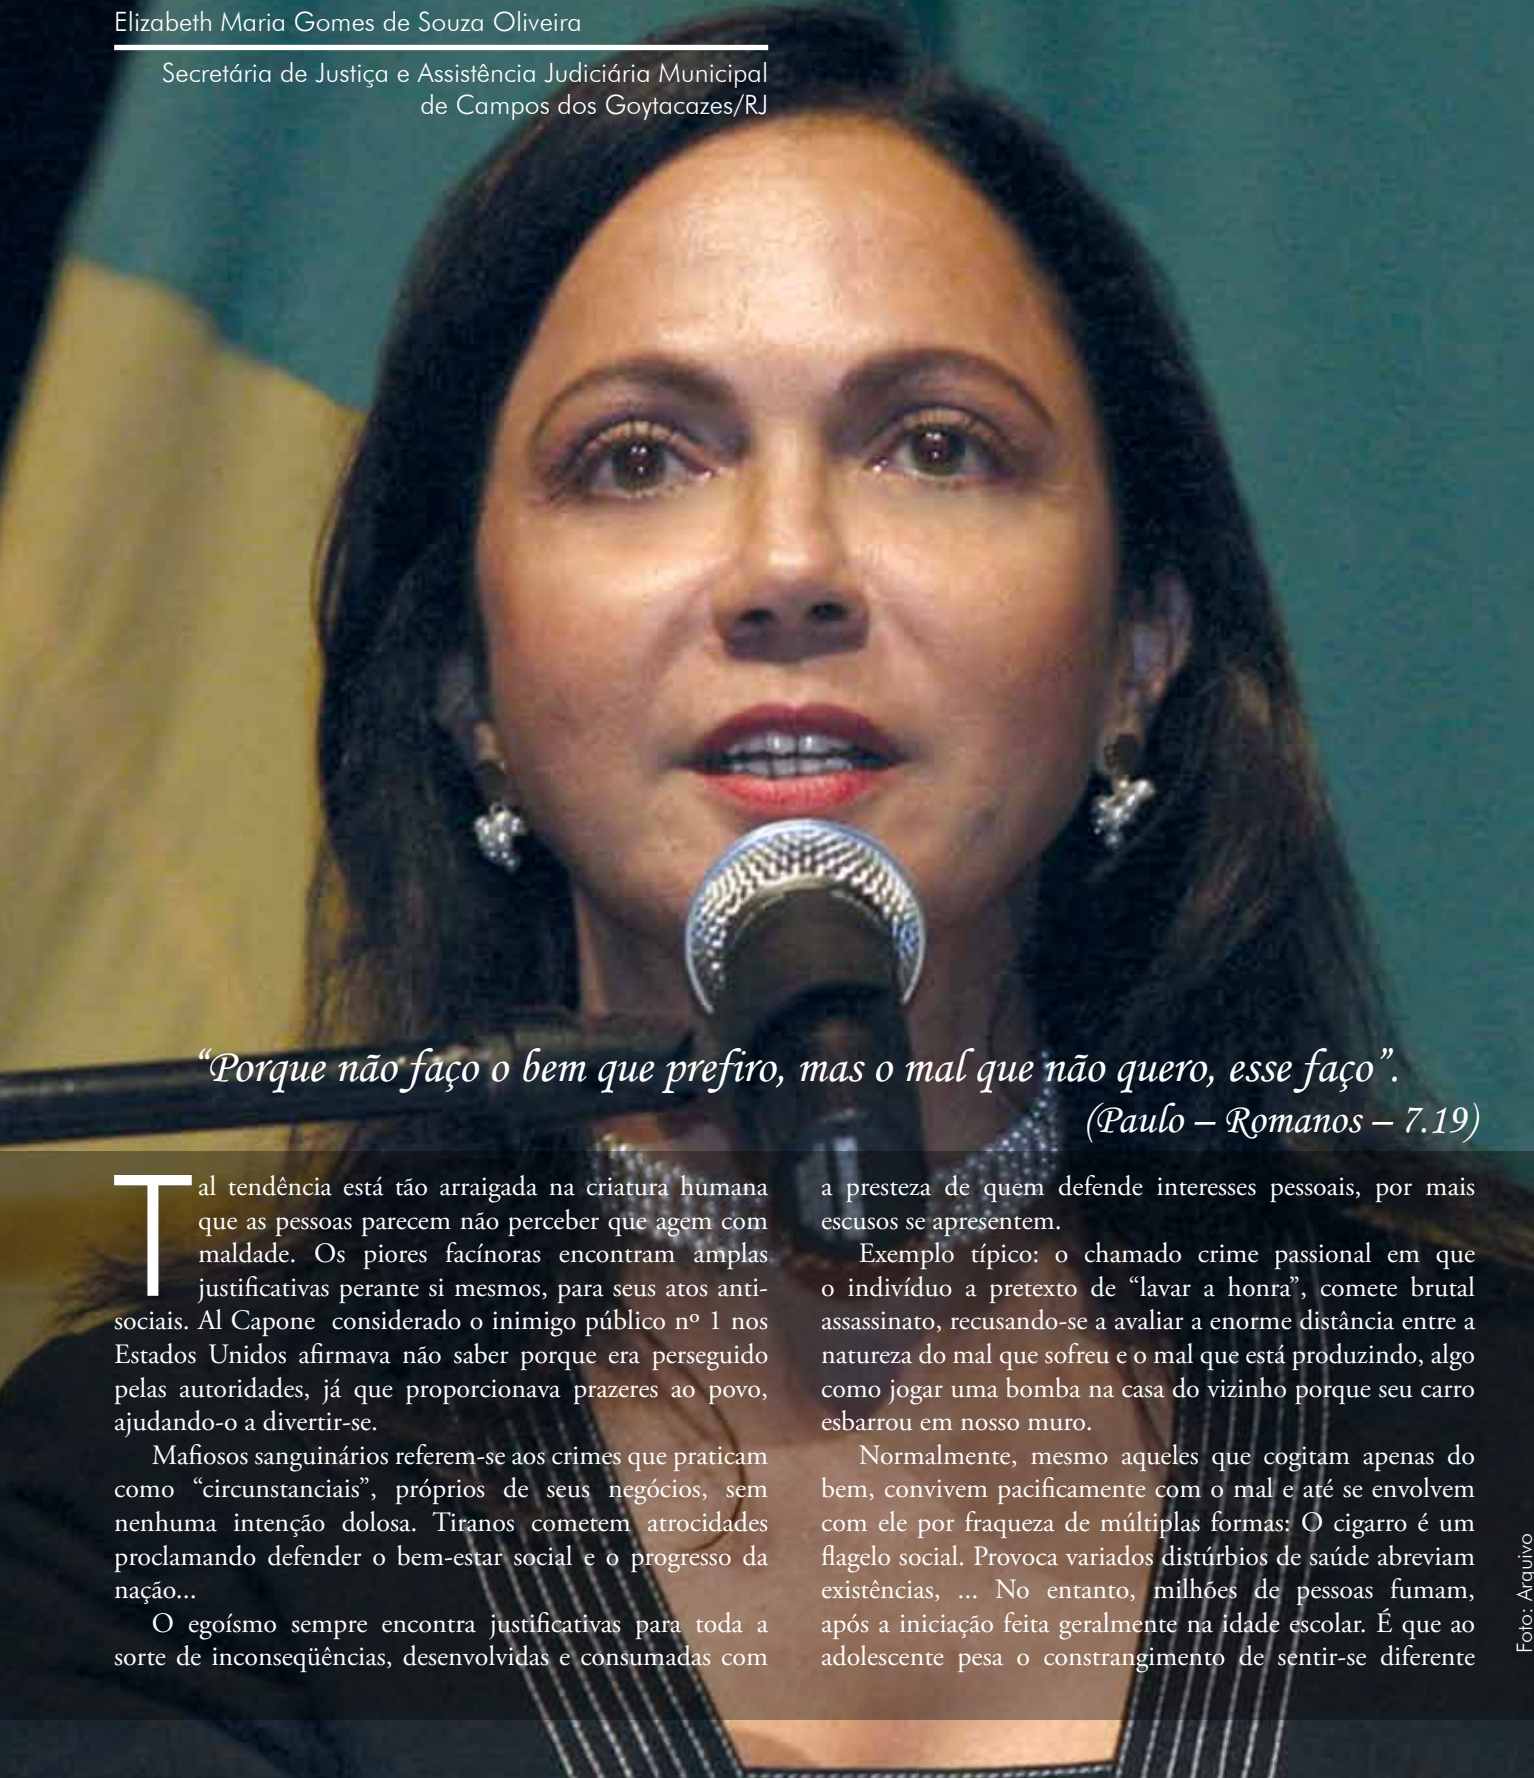 Elizabeth Maria Gomes de Souza Oliveira
Secretária de Justiça e Assistência Judiciária Municipal
de Campos dos Goytacazes/RJ
“Porque não faço o bem que prefiro, mas o mal que não quero, esse faço”.
(Paulo – Romanos – 7.19)
Tal tendência está tão arraigada na criatura humana
que as pessoas parecem não perceber que agem com
maldade. Os piores facínoras encontram amplas
justificativas perante si mesmos, para seus atos anti-
sociais. Al Capone considerado o inimigo público nº 1 nos
Estados Unidos afirmava não saber porque era perseguido
pelas autoridades, já que proporcionava prazeres ao povo,
ajudando-o a divertir-se.
Mafiosos sanguinários referem-se aos crimes que praticam
como “circunstanciais”, próprios de seus negócios, sem
nenhuma intenção dolosa. Tiranos cometem atrocidades
proclamando defender o bem-estar social e o progresso da
nação...
O egoísmo sempre encontra justificativas para toda a
sorte de inconseqüências, desenvolvidas e consumadas com
a presteza de quem defende interesses pessoais, por mais
escusos se apresentem.
Exemplo típico: o chamado crime passional em que
o indivíduo a pretexto de “lavar a honra”, comete brutal
assassinato, recusando-se a avaliar a enorme distância entre a
natureza do mal que sofreu e o mal que está produzindo, algo
como jogar uma bomba na casa do vizinho porque seu carro
esbarrou em nosso muro.
Normalmente, mesmo aqueles que cogitam apenas do
bem, convivem pacificamente com o mal e até se envolvem
com ele por fraqueza de múltiplas formas: O cigarro é um
flagelo social. Provoca variados distúrbios de saúde abreviam
existências, ... No entanto, milhões de pessoas fumam,
após a iniciação feita geralmente na idade escolar. É que ao
adolescente pesa o constrangimento de sentir-se diferente
Foto: Arquivo